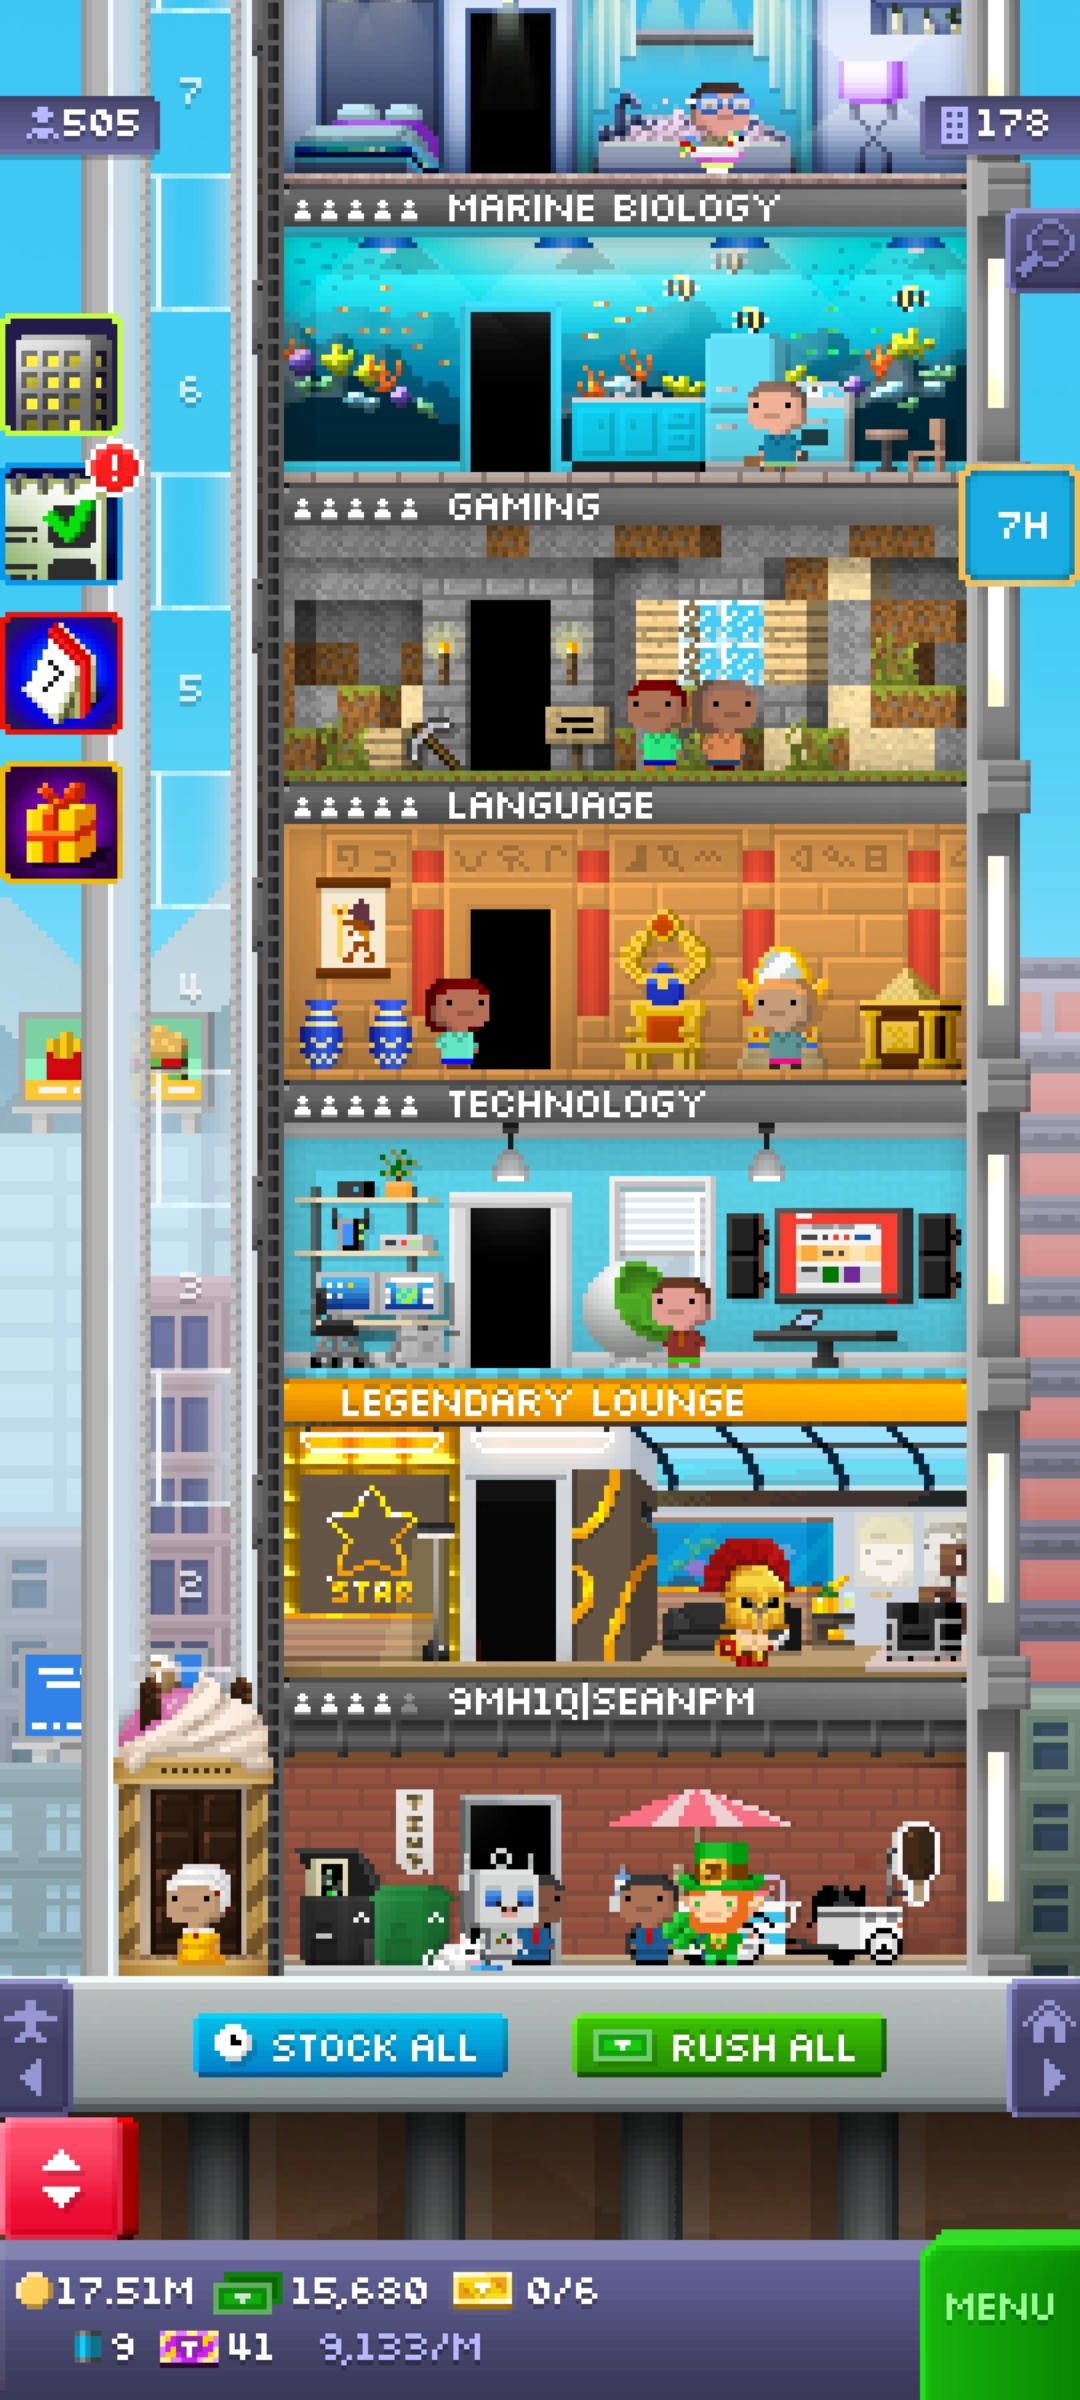 7
505
178
MARINE BIOLOGY
6
GAMING
7H
5
LANGUAGE
4
TECHNOLOGY
3
LEGENDARY LOUNGE
STAR
2
9MH1Q|SEANPM
STOCK ALL
RUSH ALL
17.51M
15,680
0/6
MENU
9
41
9,133/M